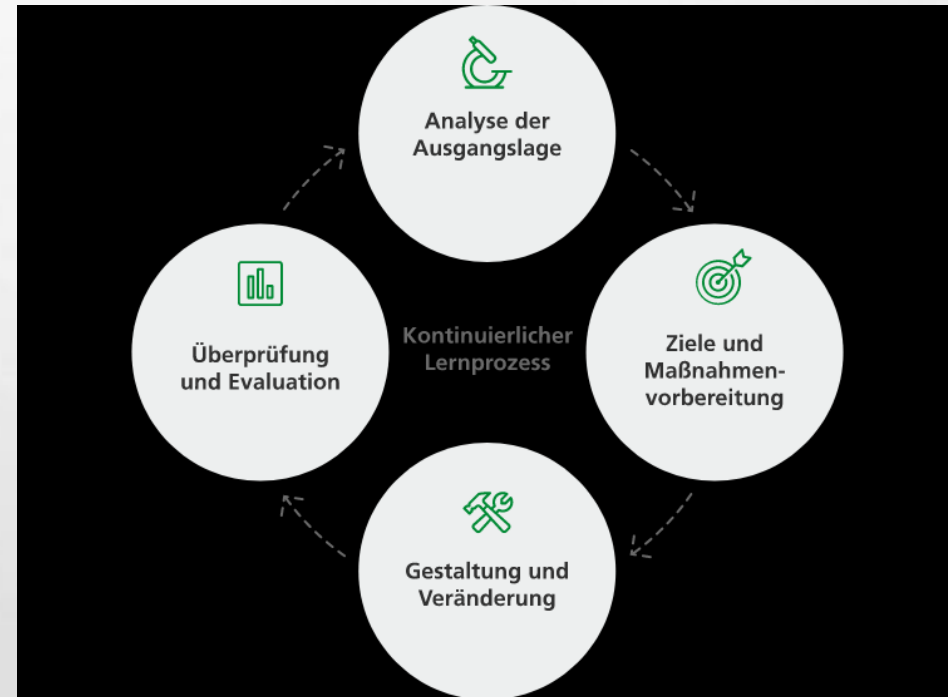 Analyse der
Ausgangslage
Ziele und
Maßnahmen-
vorbereitung
Gestaltung und
Veränderung
Überprüfung
und Evaluation
Kontinuierlicher
Lernprozess